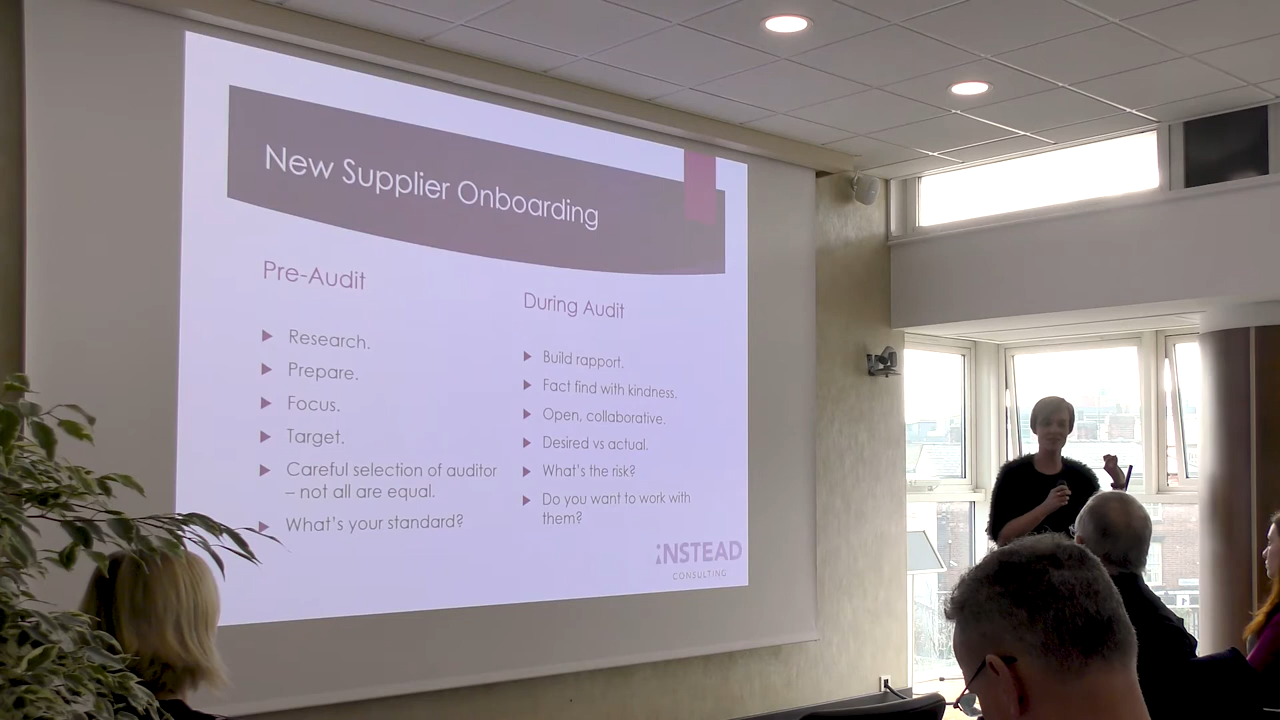 New Supplier Onboarding
Pre-Audit
Research.
Prepare.
Focus.
Target.
Careful selection of auditor
– not all are equal.
What's your standard?
During Audit
Build rapport.
Fact find with kindness.
Open, collaborative.
Desired vs actual.
What's the risk?
Do you want to work with
them?
INSTEAD
CONSULTING